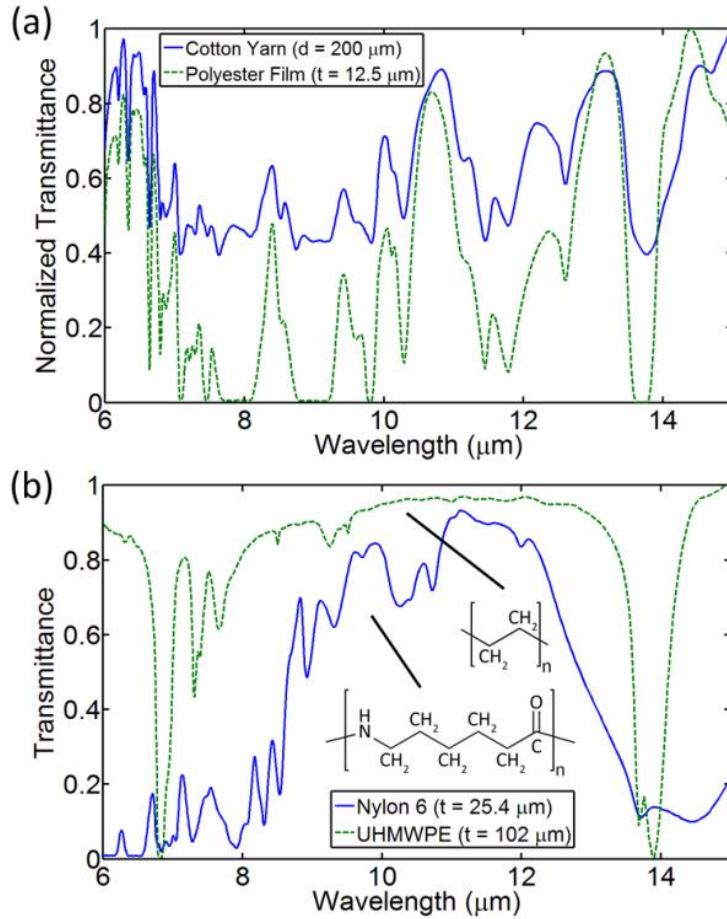 (a)
Cotton Yarn (d = 200 μm)
Polyester Film (t = 12.5 μm)
Normalized Transmittance
1
0.8
0.6
0.4
0.2
0
6 8 10 12 14
Wavelength (μm)
(b)
Transmittance
1
0.8
0.6
0.4
0.2
0
CH₂
CH₂
n
H
N
CH₂
CH₂
O
C
CH₂
CH₂
CH₂
n
Nylon 6 (t = 25.4 μm)
UHMWPE (t = 102 μm)
6 8 10 12 14
Wavelength (μm)